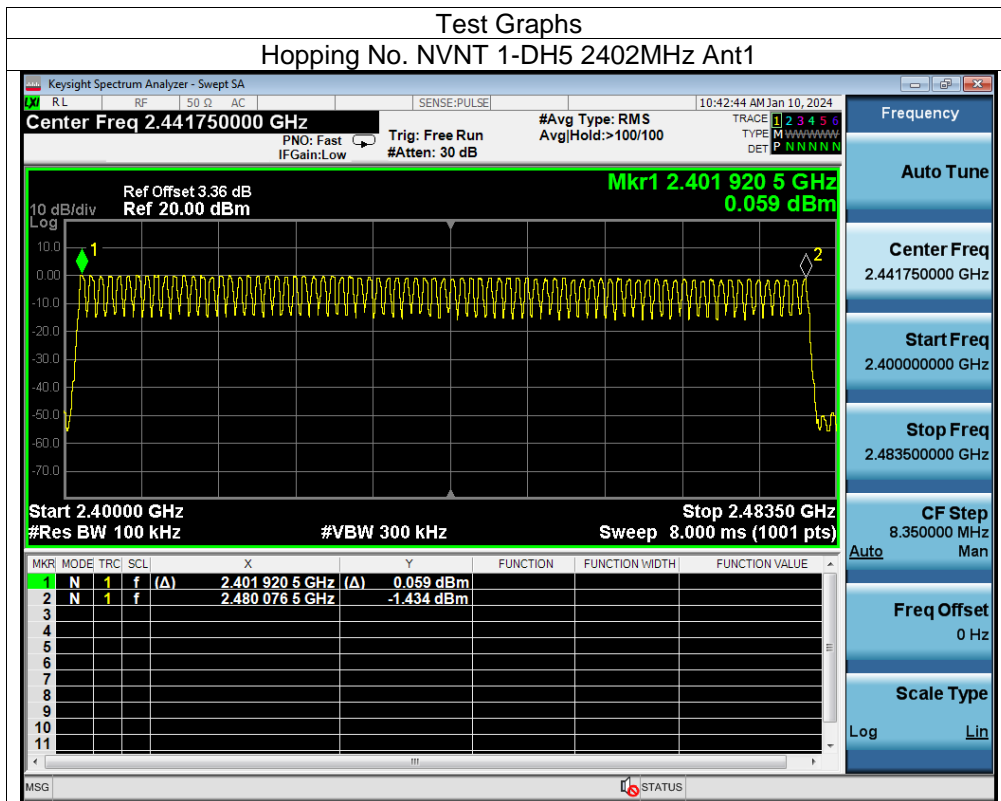 Test Graphs
Hopping No. NVNT 1-DH5 2402MHz Ant1
Keysight Spectrum Analyzer - Swept SA
LXI RL RF 50 Ω AC SENSE:PULSE 10:42:44 AM Jan 10, 2024
Center Freq 2.441750000 GHz
PNO: Fast
IFGain:Low
Trig: Free Run
#Atten: 30 dB
#Avg Type: RMS
Avg|Hold:>100/100
TRACE 1 2 3 4 5 6
TYPE M WWWWW
DET P N N N N N
Ref Offset 3.36 dB
Ref 20.00 dBm
10 dB/div
Log
Mkr1 2.401 920 5 GHz
0.059 dBm
1
2
10.0
0.00
-10.0
-20.0
-30.0
-40.0
-50.0
-60.0
-70.0
Start 2.40000 GHz
Stop 2.48350 GHz
#Res BW 100 kHz
#VBW 300 kHz
Sweep 8.000 ms (1001 pts)
MKR MODE TRC SCL X Y FUNCTION FUNCTION WIDTH FUNCTION VALUE
1 N 1 f (Δ) 2.401 920 5 GHz (Δ) 0.059 dBm
2 N 1 f 2.480 076 5 GHz -1.434 dBm
3
4
5
6
7
8
9
10
11
MSG
STATUS
Frequency
Auto Tune
Center Freq
2.441750000 GHz
Start Freq
2.400000000 GHz
Stop Freq
2.483500000 GHz
CF Step
8.350000 MHz
Auto Man
Freq Offset
0 Hz
Scale Type
Log Lin